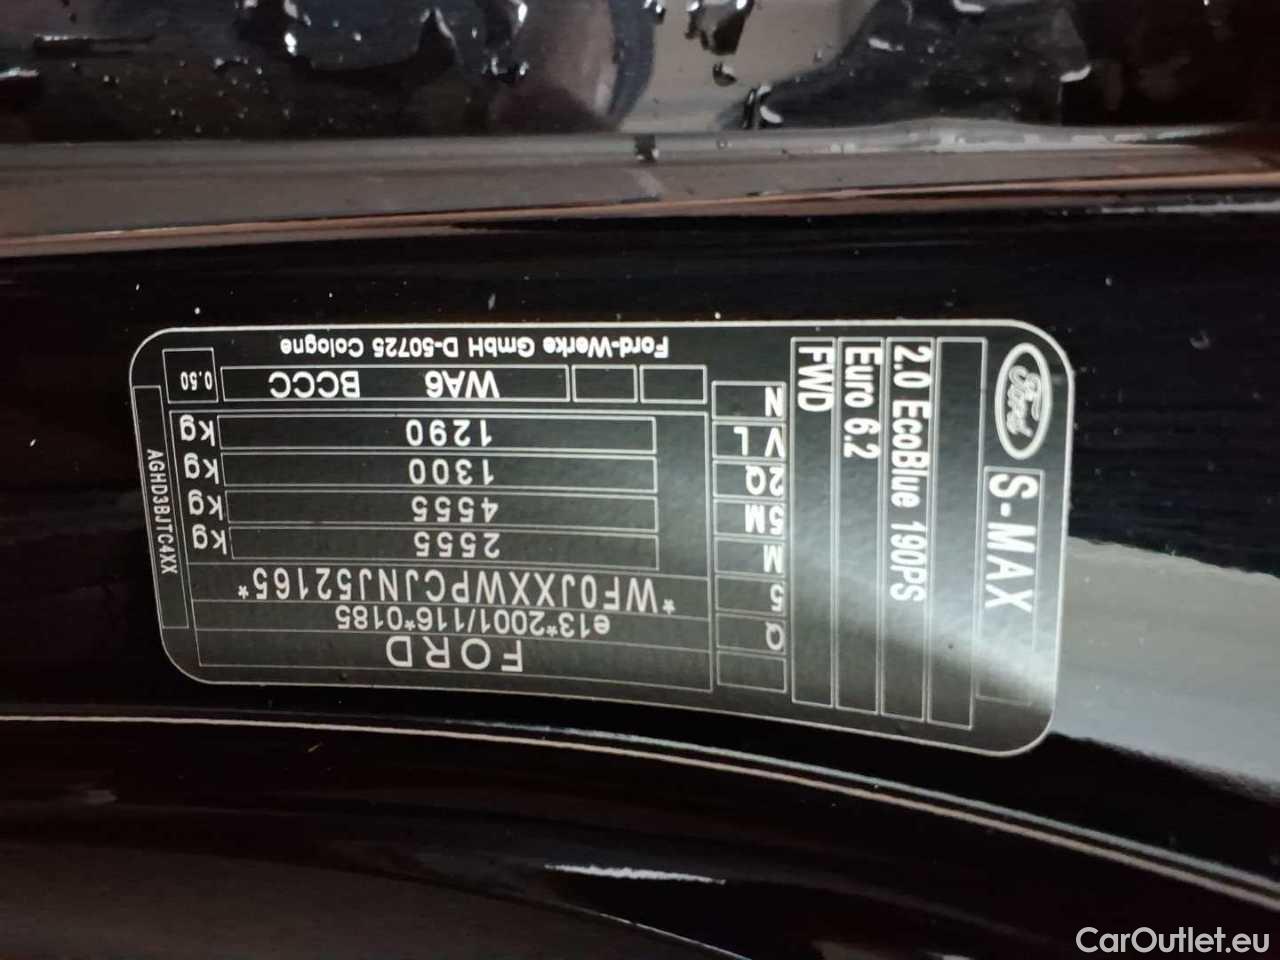 Ford
S-MAX
2.0 EcoBlue 190PS
Euro 6.2
FWD
FORD
e13*2001/116*0185
*WF0JXXWPCJNJ52165*
2555 kg
4555 kg
1300 kg
1290 kg
WA6 BCCC
0.50
Ford-Werke GmbH D-50725 Cologne
Q
5
M
5M
2Q
VL
N
AGHD3BJTC4XX
CarOutlet.eu